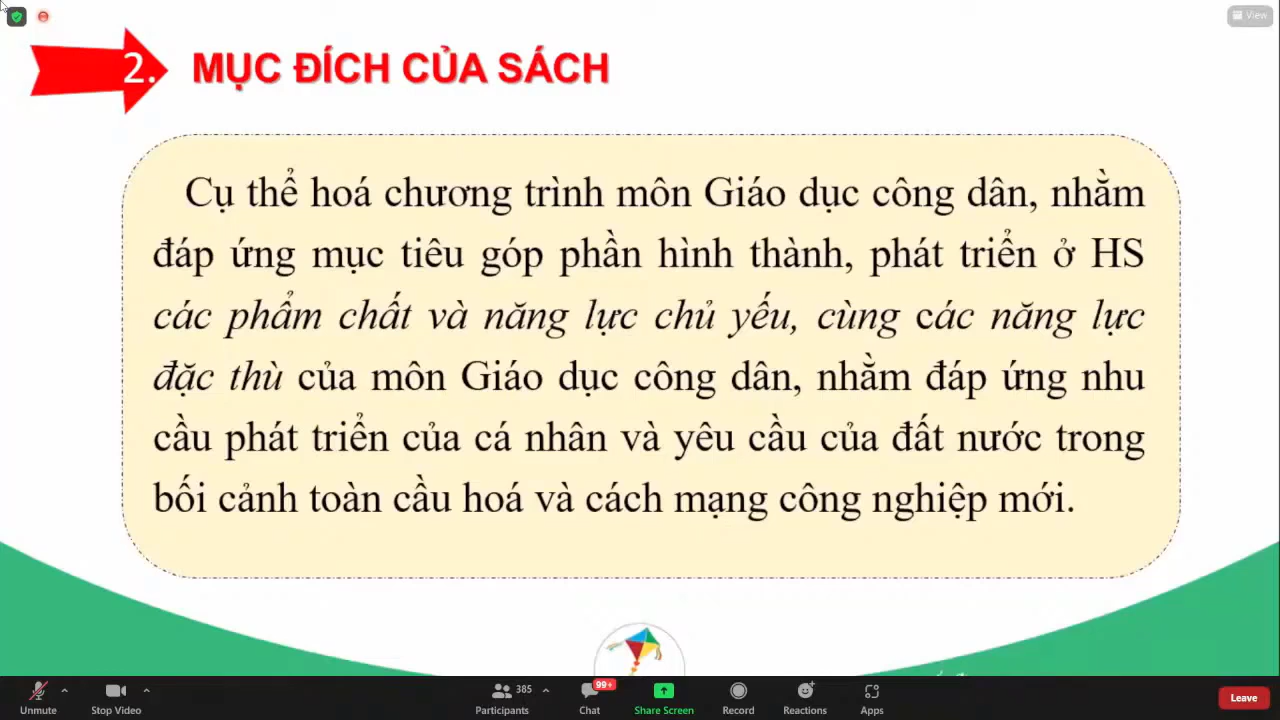 View
2. MỤC ĐÍCH CỦA SÁCH
Cụ thể hoá chương trình môn Giáo dục công dân, nhằm
đáp ứng mục tiêu góp phần hình thành, phát triển ở HS
các phẩm chất và năng lực chủ yếu, cùng các năng lực
đặc thù của môn Giáo dục công dân, nhằm đáp ứng nhu
cầu phát triển của cá nhân và yêu cầu của đất nước trong
bối cảnh toàn cầu hoá và cách mạng công nghiệp mới.
385 99+
Unmute Stop Video Participants Chat Share Screen Record Reactions Apps Leave